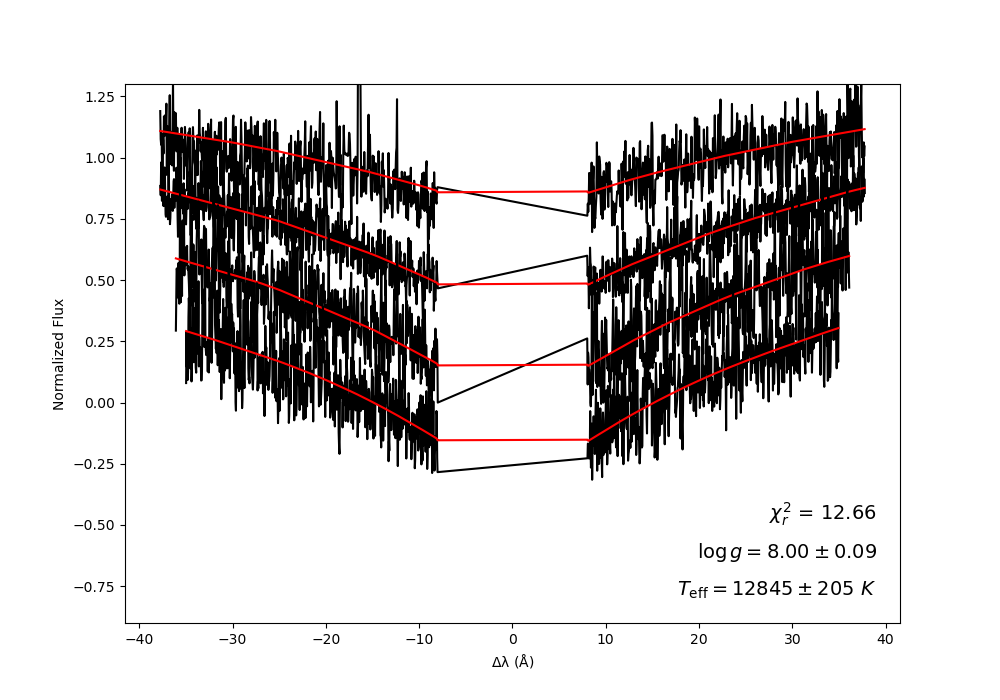 1.25
1.00
0.75
0.50
0.25
0.00
−0.25
−0.50
−0.75
Normalized Flux
χ²ᵣ = 12.66
log g = 8.00 ± 0.09
T_eff = 12845 ± 205 K
−40 −30 −20 −10 0 10 20 30 40
Δλ (Å)